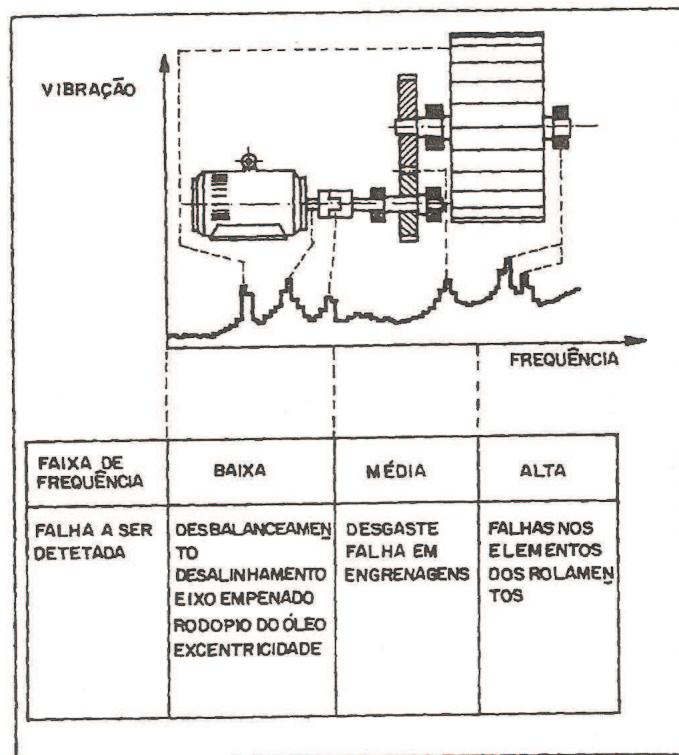 VIBRAÇÃO
FREQUÊNCIA
FAIXA DE
FREQUÊNCIA
BAIXA
MÉDIA
ALTA
FALHA A SER
DETETADA
DESBALANCEAMEN
TO
DESALINHAMENTO
EIXO EMPENADO
RODOPIO DO ÓLEO
EXCENTRICIDADE
DESGASTE
FALHA EM
ENGRENAGENS
FALHAS NOS
ELEMENTOS
DOS ROLAMEN
TOS